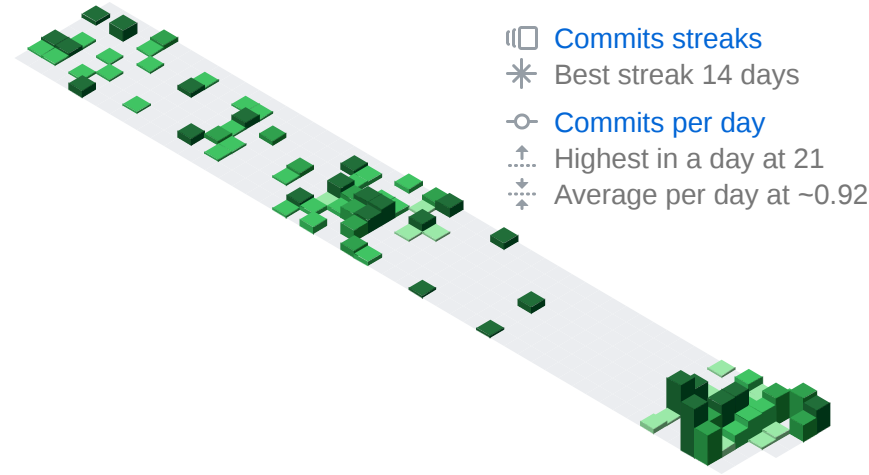 Commits streaks
Best streak 14 days
Commits per day
Highest in a day at 21
Average per day at ~0.92